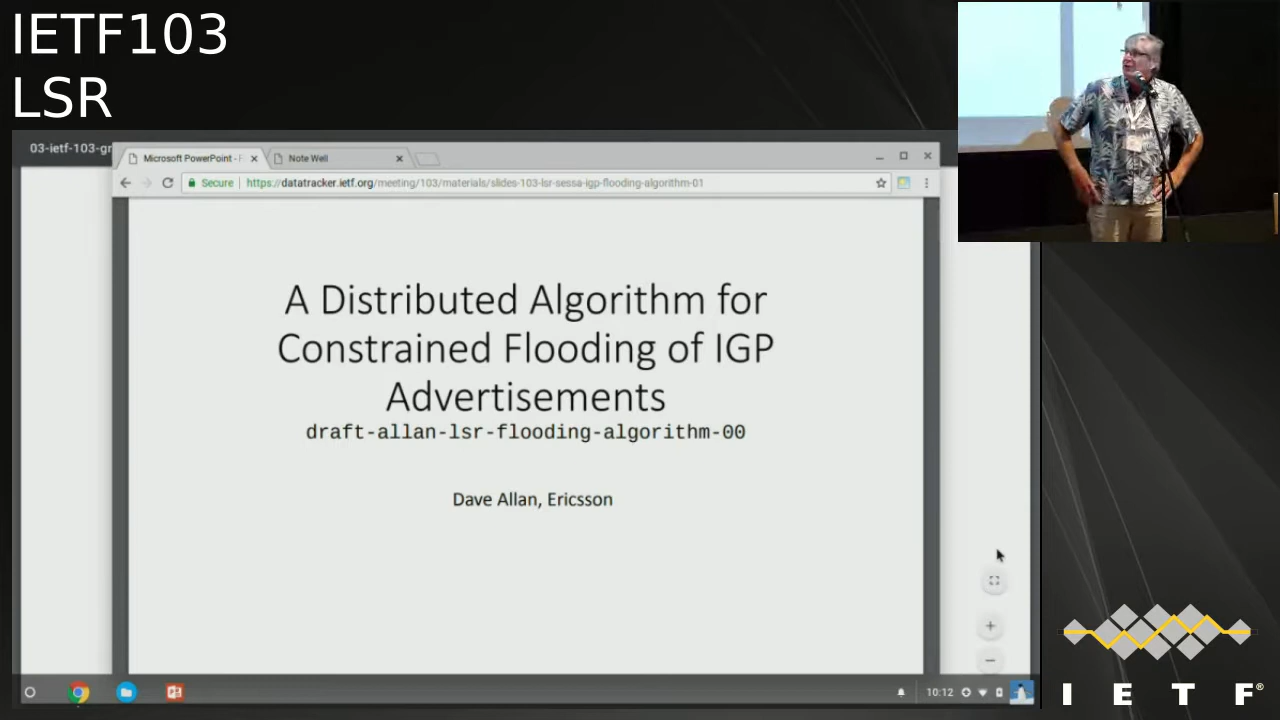 IETF103
LSR
03-ietf-103-gr
Microsoft PowerPoint - F
Note Well
Secure
https://datatracker.ietf.org/meeting/103/materials/slides-103-lsr-sessa-igp-flooding-algorithm-01
A Distributed Algorithm for
Constrained Flooding of IGP
Advertisements
draft-allan-lsr-flooding-algorithm-00
Dave Allan, Ericsson
10:12
I E T F®